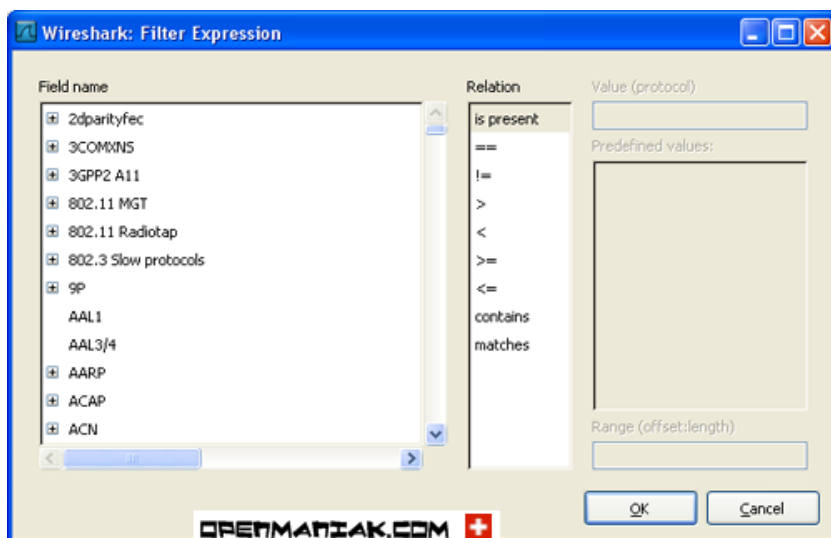 Wireshark: Filter Expression
Field name
2dparityfec
3COMXNS
3GPP2 A11
802.11 MGT
802.11 Radiotap
802.3 Slow protocols
9P
AAL1
AAL3/4
AARP
ACAP
ACN
Relation
is present
==
!=
>
<
>=
<=
contains
matches
Value (protocol)
Predefined values:
Range (offset:length)
OK
Cancel
OPENMANIAK.COM